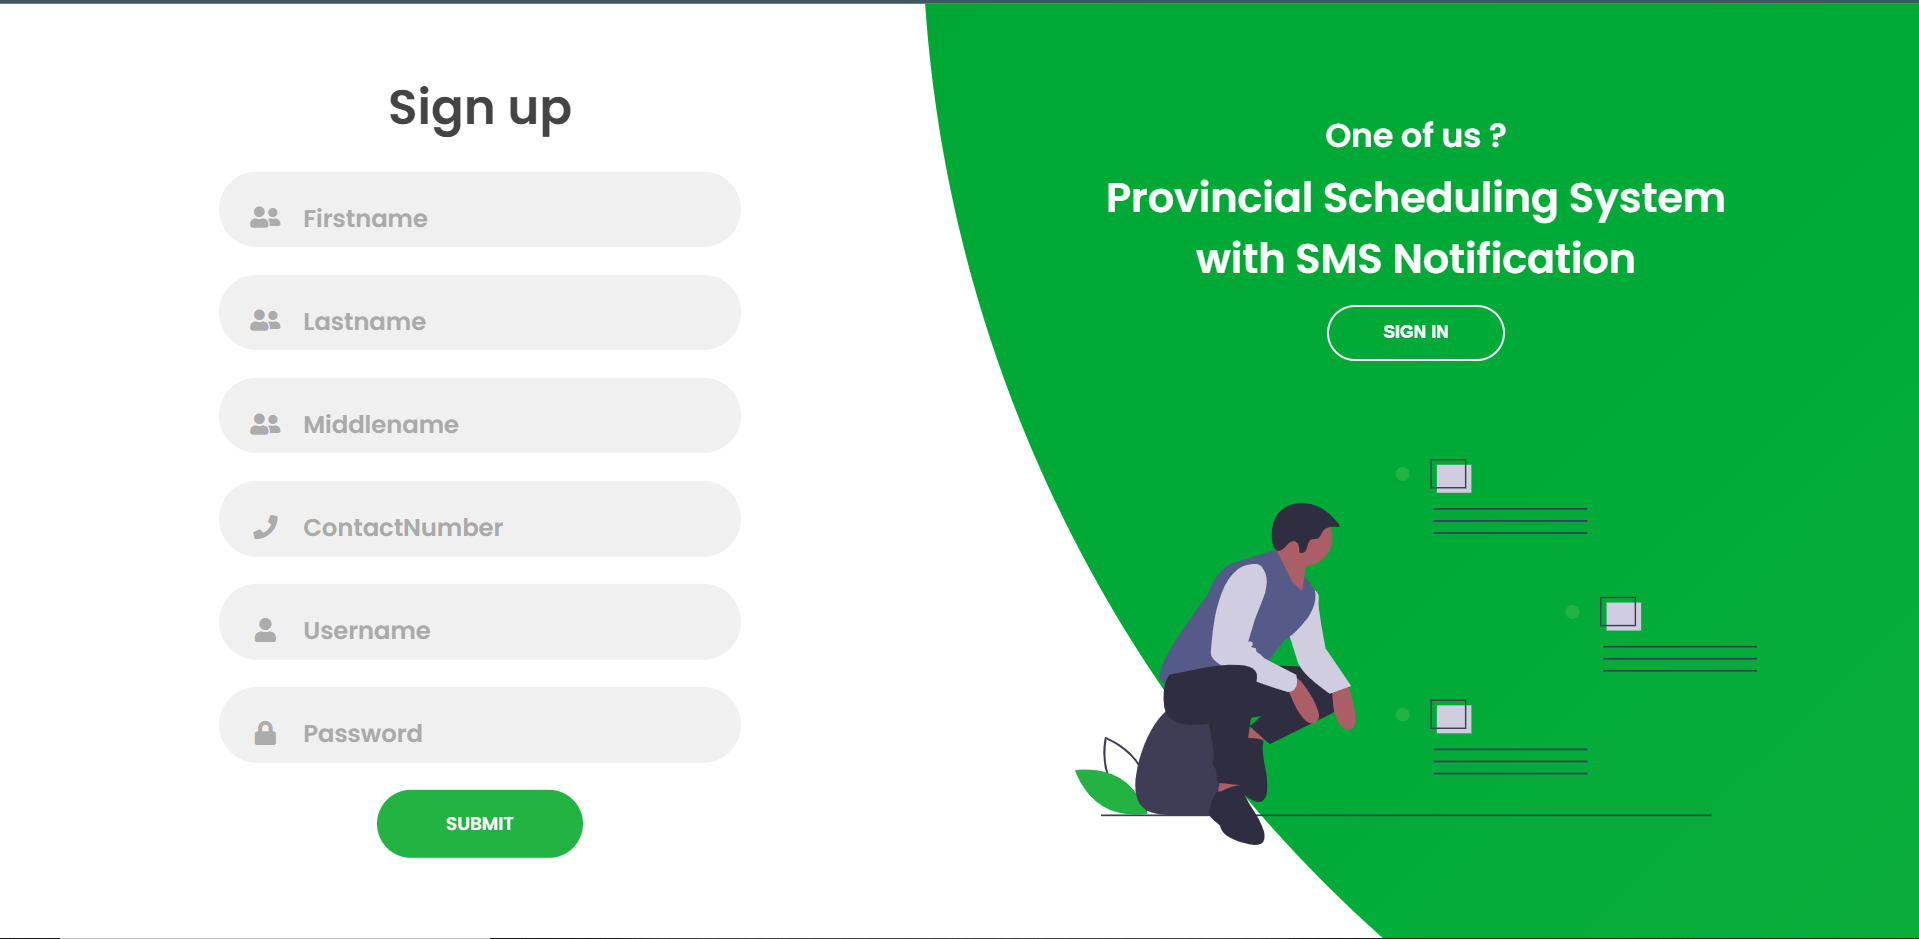 Sign up
Firstname
Lastname
Middlename
ContactNumber
Username
Password
SUBMIT
One of us ?
Provincial Scheduling System
with SMS Notification
SIGN IN